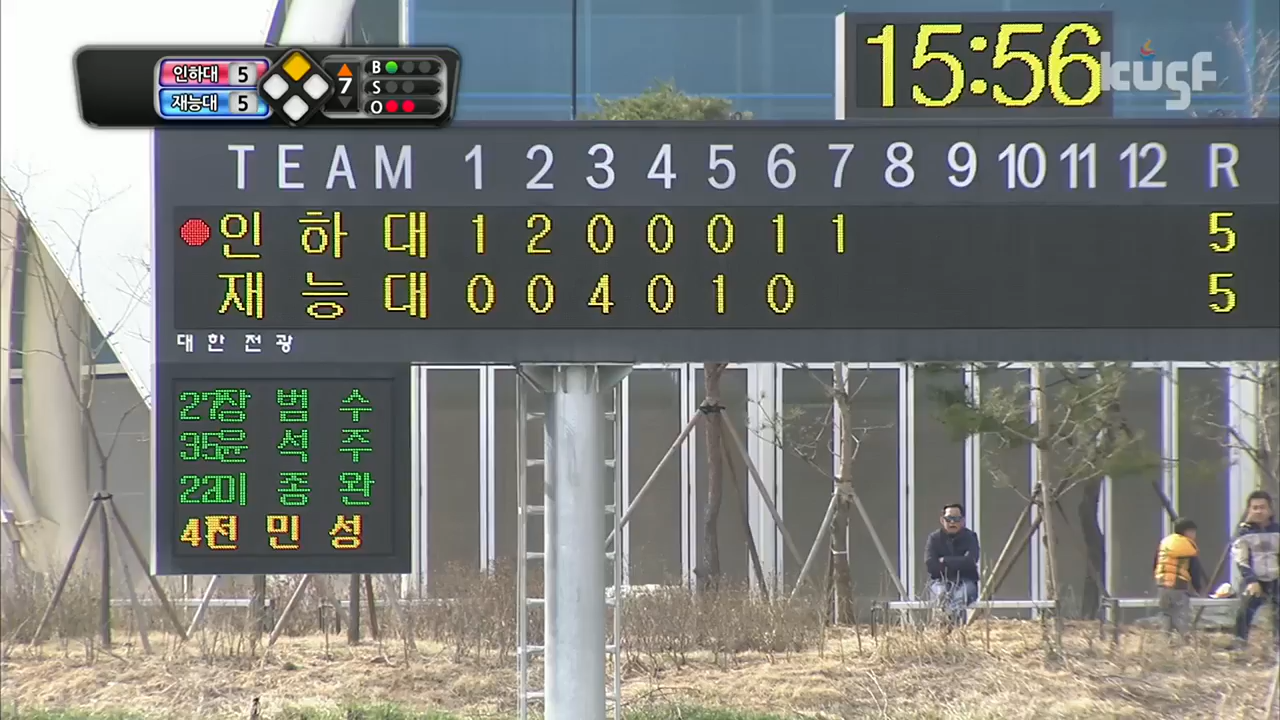 15:56
kusf
인하대 5
재능대 5
7
B
S
O
TEAM 1 2 3 4 5 6 7 8 9 10 11 12 R
인하대 1 2 0 0 0 1 1 5
재능대 0 0 4 0 1 0 5
대한전광
27장범수
35윤석주
22이종완
전민성